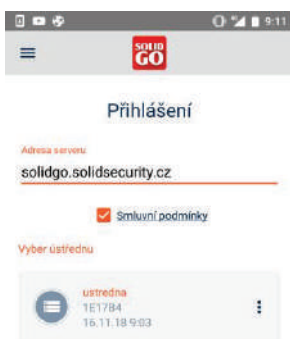 9:11
SOLID
GO
Přihlášení
Adresa serveru
solidgo.solidsecurity.cz
Smluvní podmínky
Vyber ústřednu
ustredna
1E17B4
16.11.18 9:03